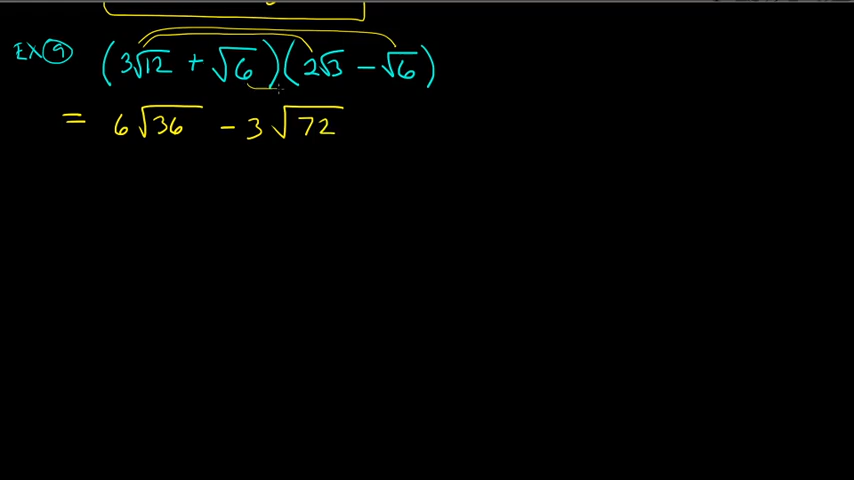 EX 9 (3√12 + √6)(2√3 − √6)
= 6√36 − 3√72